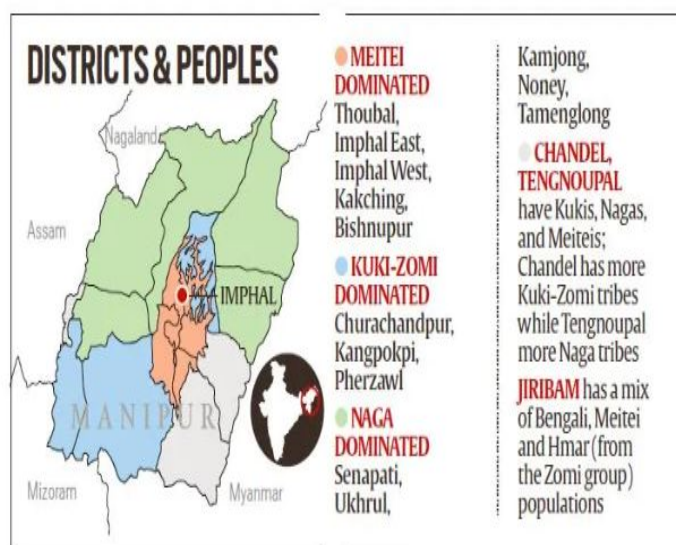 DISTRICTS & PEOPLES
Nagaland
Assam
IMPHAL
MANIPUR
Mizoram
Myanmar
MEITEI
DOMINATED
Thoubal,
Imphal East,
Imphal West,
Kakching,
Bishnupur
KUKI-ZOMI
DOMINATED
Churachandpur,
Kangpokpi,
Pherzawl
NAGA
DOMINATED
Senapati,
Ukhrul,
Kamjong,
Noney,
Tamenglong
CHANDEL,
TENGNOUPAL
have Kukis, Nagas,
and Meiteis;
Chandel has more
Kuki-Zomi tribes
while Tengnoupal
more Naga tribes
JIRIBAM has a mix
of Bengali, Meitei
and Hmar (from
the Zomi group)
populations